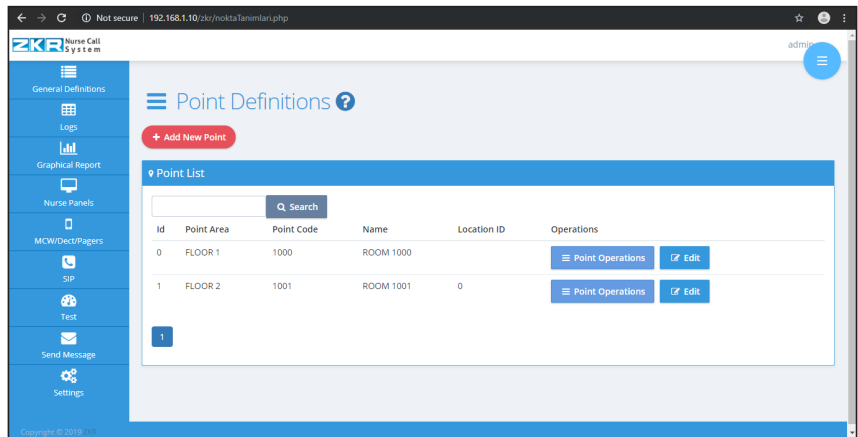 Not secure | 192.168.1.10/zkr/noktaTanimlari.php
ZKR Nurse Call System
General Definitions
Logs
Graphical Report
Nurse Panels
MCW/Dect/Pagers
SIP
Test
Send Message
Settings
Copyright © 2019 ZKR
Point Definitions ?
+ Add New Point
Point List
Search
Id Point Area Point Code Name Location ID Operations
0 FLOOR 1 1000 ROOM 1000 Point Operations Edit
1 FLOOR 2 1001 ROOM 1001 0 Point Operations Edit
1